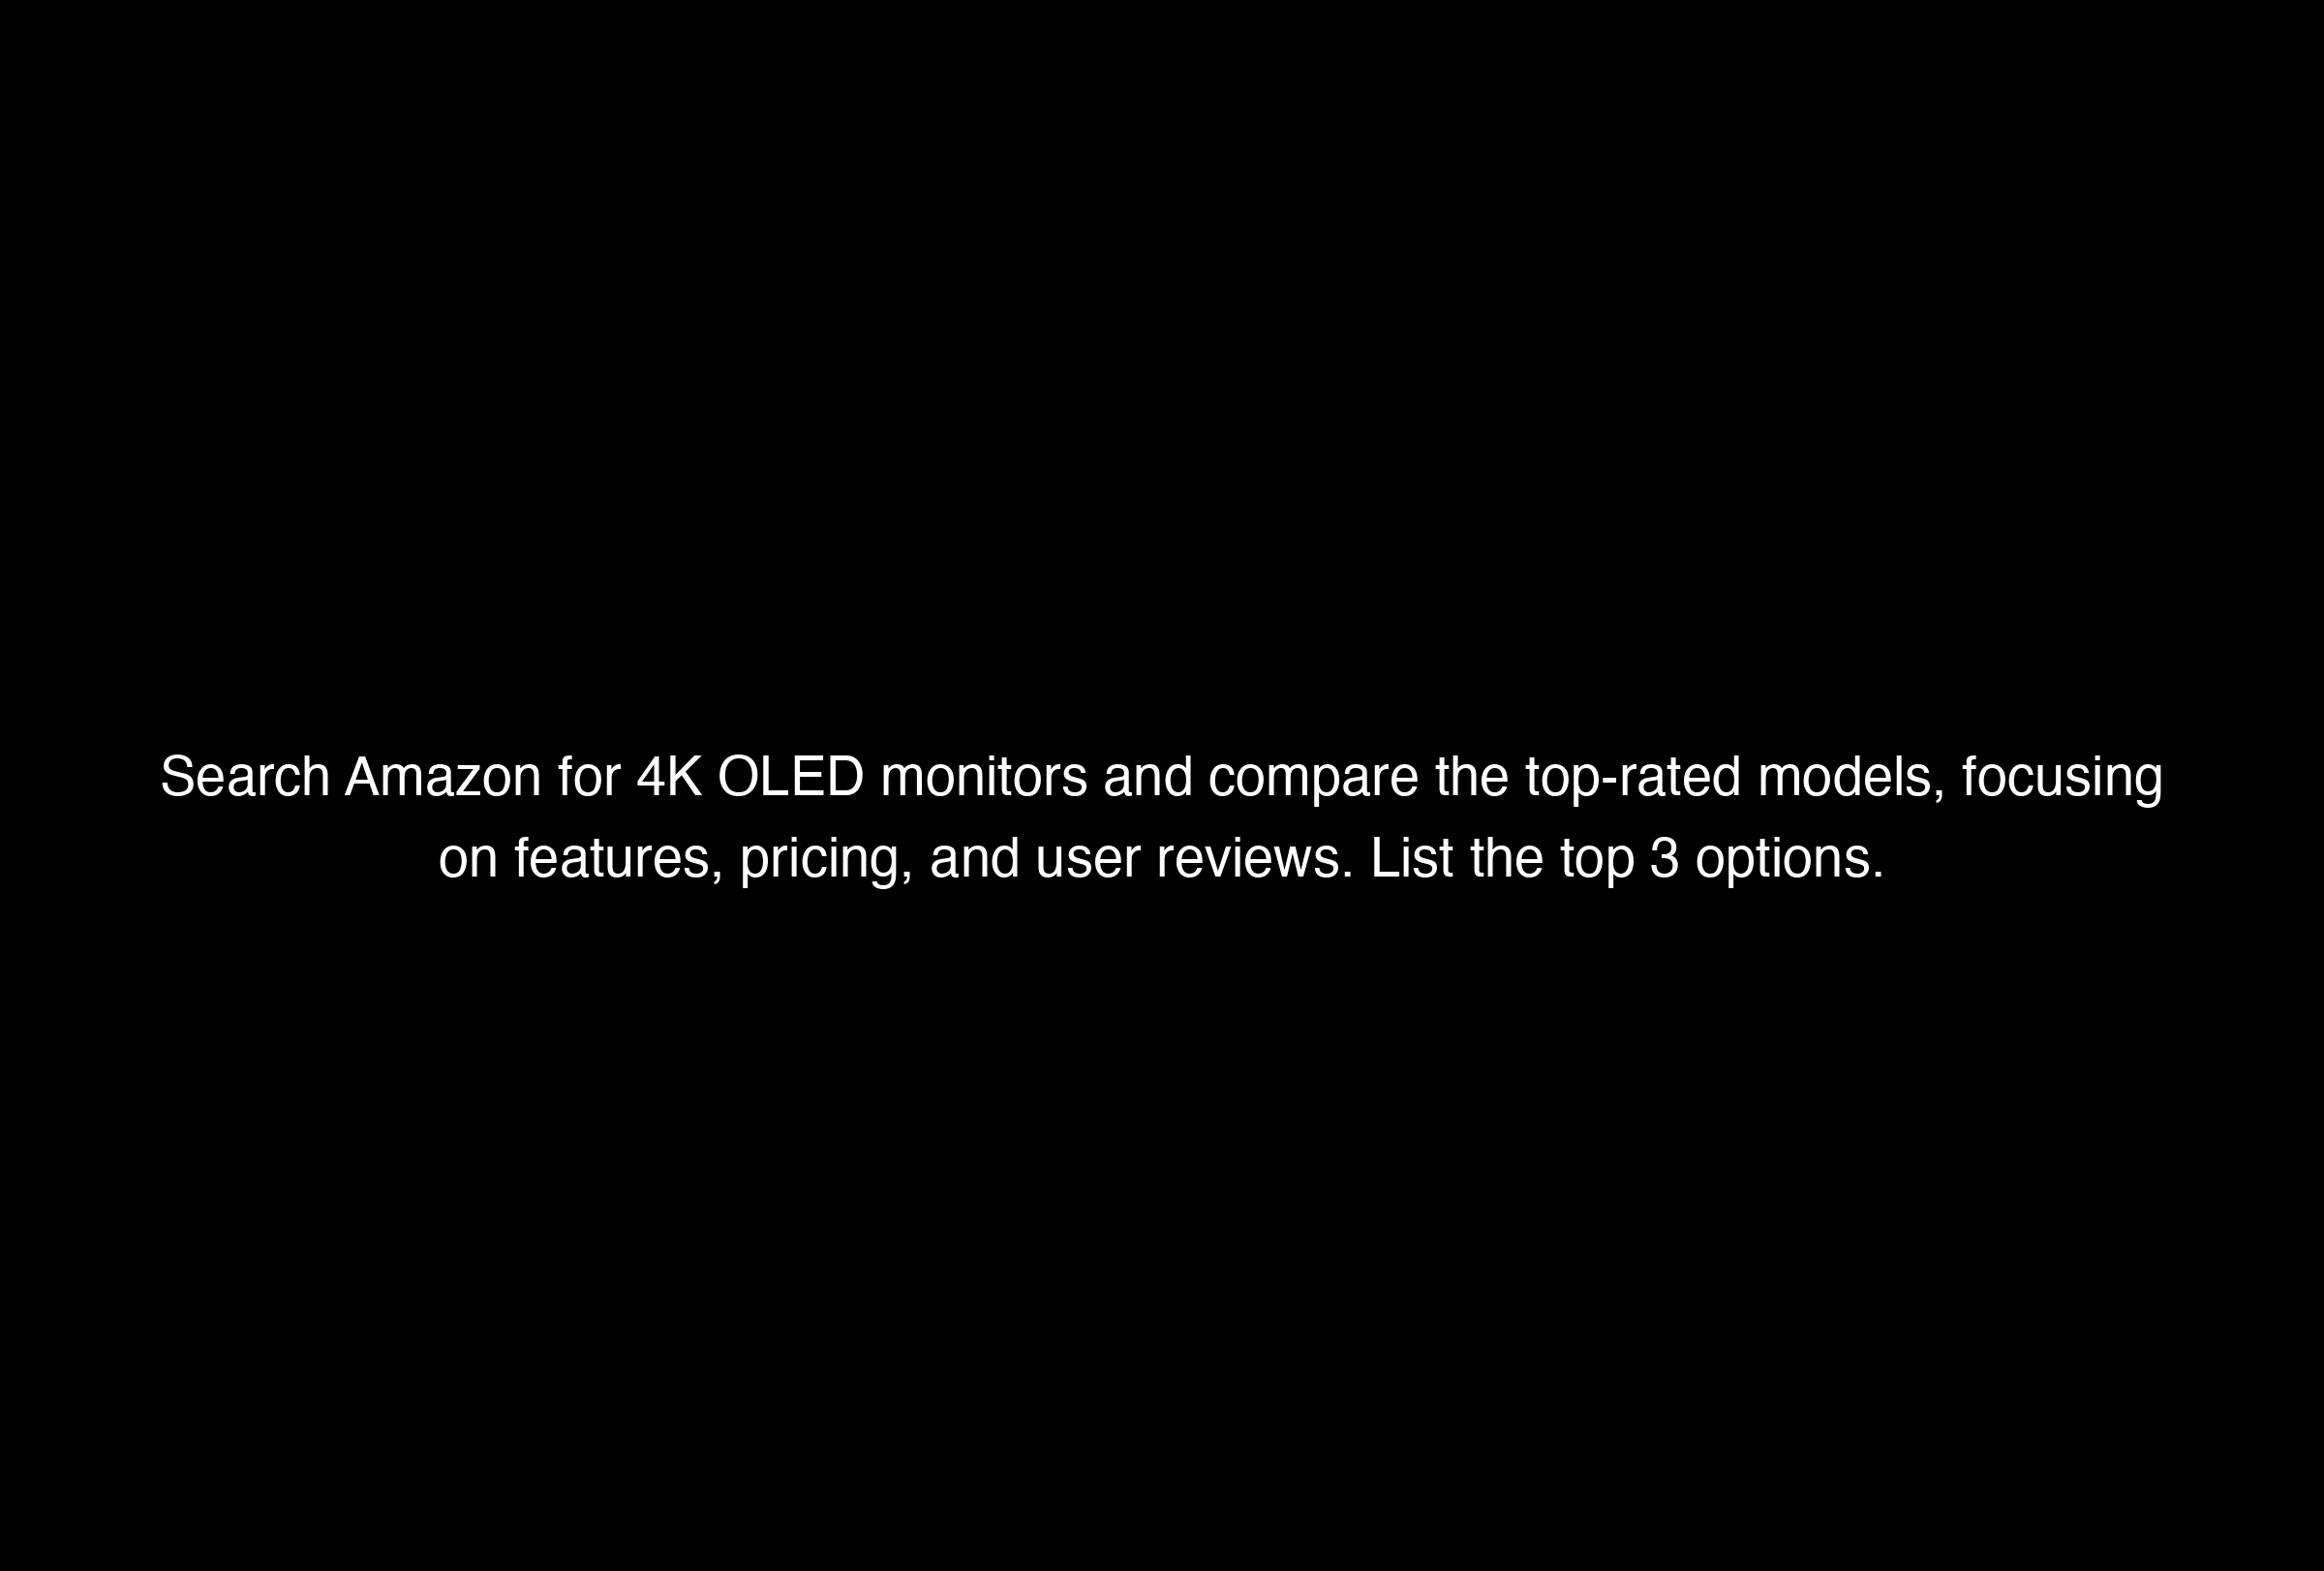 Search Amazon for 4K OLED monitors and compare the top-rated models, focusing
on features, pricing, and user reviews. List the top 3 options.